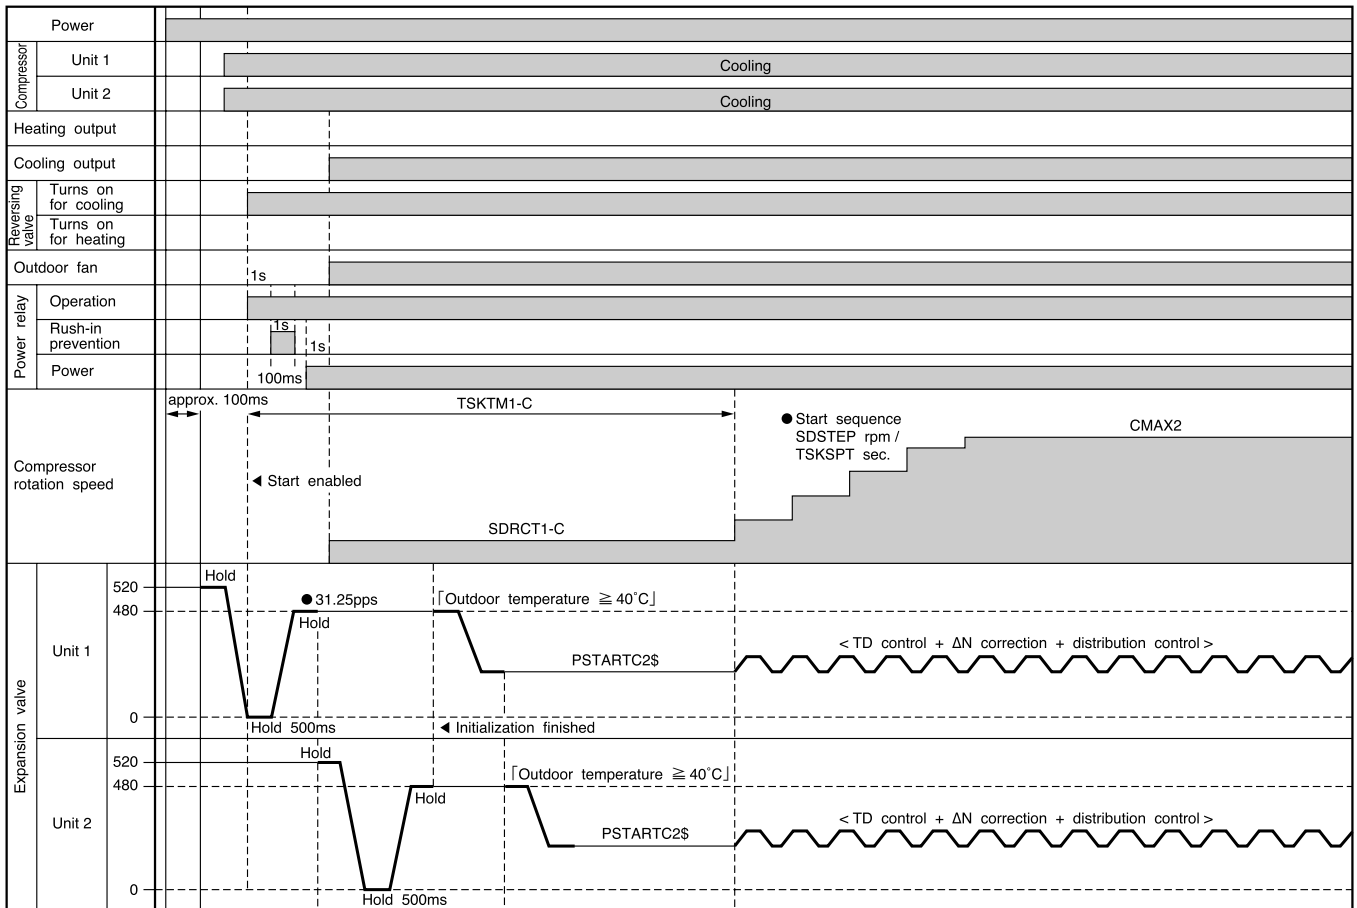 Power
Compressor
Unit 1
Cooling
Unit 2
Cooling
Heating output
Cooling output
Reversing
valve
Turns on
for cooling
Turns on
for heating
Outdoor fan
1s
Power relay
Operation
Rush-in
prevention
1s
1s
Power
100ms
approx. 100ms
TSKTM1-C
● Start sequence
SDSTEP rpm /
TSKSPT sec.
CMAX2
Compressor
rotation speed
◀ Start enabled
SDRCT1-C
Expansion valve
Unit 1
520
480
0
Hold
● 31.25pps
Hold
「Outdoor temperature ≧ 40°C」
PSTARTC2$
< TD control + ΔN correction + distribution control >
Hold 500ms
◀ Initialization finished
Unit 2
520
480
0
Hold
「Outdoor temperature ≧ 40°C」
Hold
PSTARTC2$
< TD control + ΔN correction + distribution control >
Hold 500ms